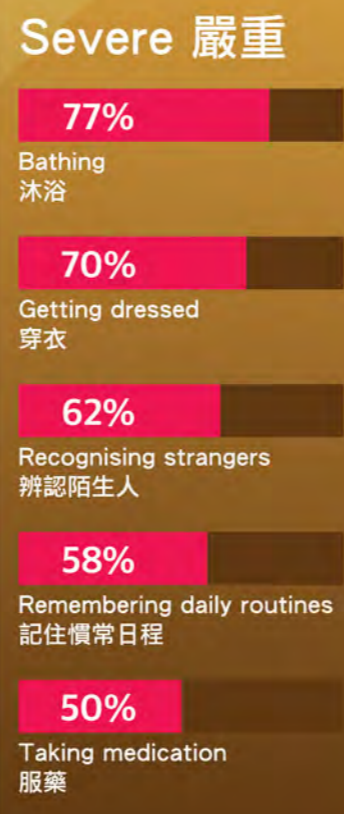 Severe 嚴重
77%
Bathing
沐浴
70%
Getting dressed
穿衣
62%
Recognising strangers
辨認陌生人
58%
Remembering daily routines
記住慣常日程
50%
Taking medication
服藥